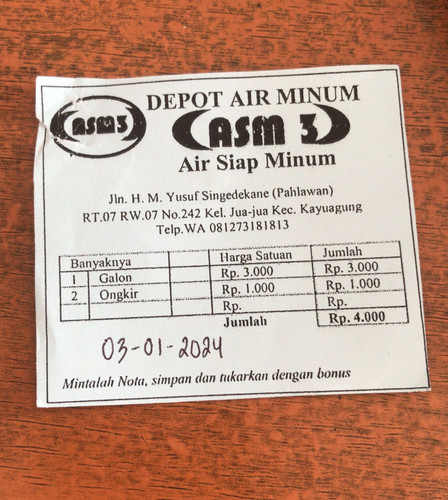 DEPOT AIR MINUM
ASM 3
ASM 3
Air Siap Minum
Jln. H. M. Yusuf Singedekane (Pahlawan)
RT.07 RW.07 No.242 Kel. Jua-jua Kec. Kayuagung
Telp.WA 081273181813
Banyaknya Harga Satuan Jumlah
1 Galon Rp. 3.000 Rp. 3.000
2 Ongkir Rp. 1.000 Rp. 1.000
Rp. Rp.
Jumlah Rp. 4.000
03-01-2024
Mintalah Nota, simpan dan tukarkan dengan bonus